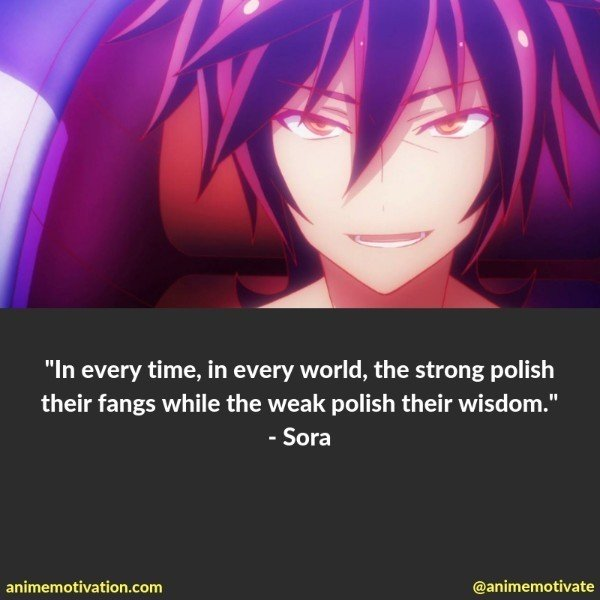 "In every time, in every world, the strong polish
their fangs while the weak polish their wisdom."
- Sora
animemotivation.com
@animemotivate